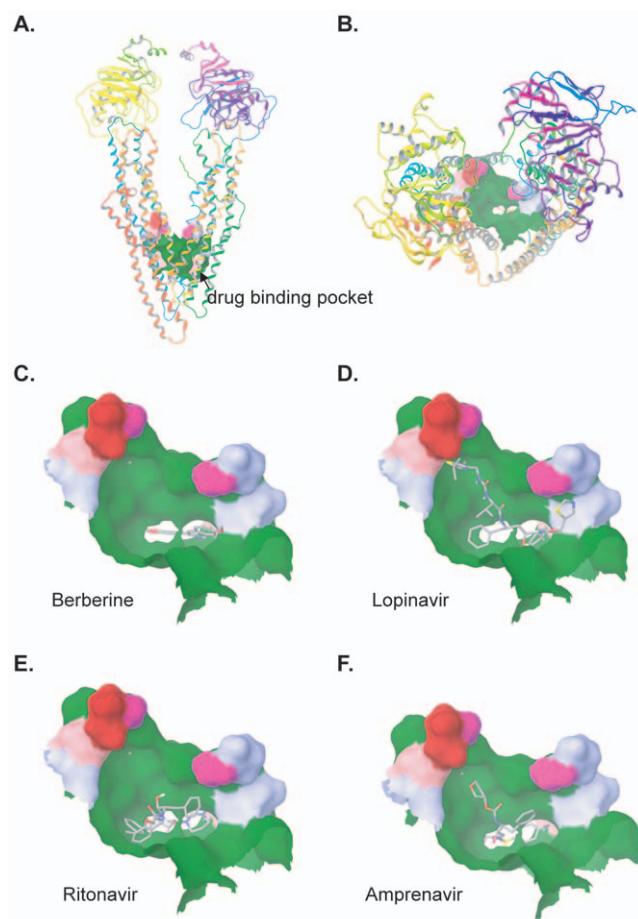 A.
B.
drug binding pocket
C.
D.
Berberine
Lopinavir
E.
F.
Ritonavir
Amprenavir